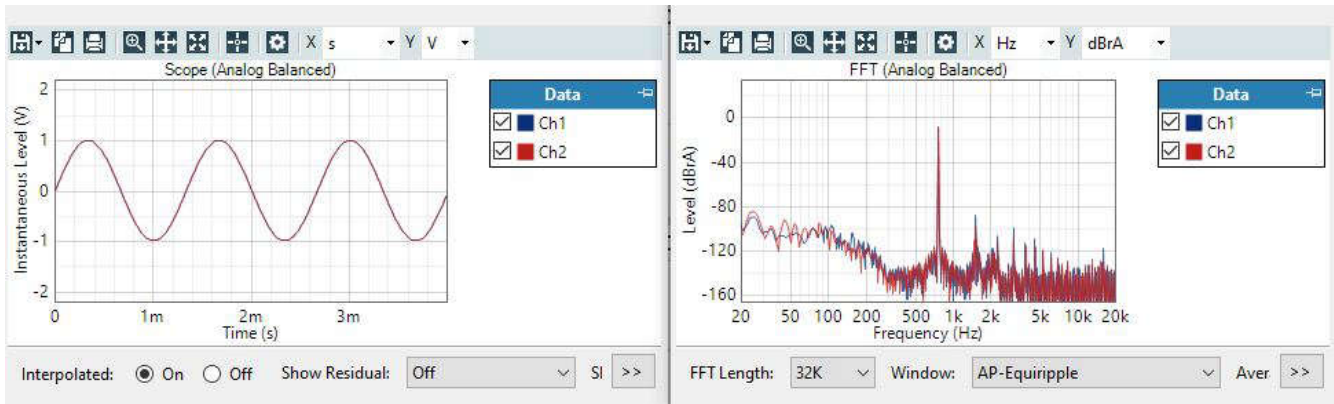 X s Y V
Scope (Analog Balanced)
Instantaneous Level (V)
2
1
0
-1
-2
0 1m 2m 3m
Time (s)
Data
Ch1
Ch2
Interpolated: On Off Show Residual: Off SI >>
X Hz Y dBrA
FFT (Analog Balanced)
Level (dBrA)
0
-40
-80
-120
-160
20 50 100 200 500 1k 2k 5k 10k 20k
Frequency (Hz)
Data
Ch1
Ch2
FFT Length: 32K Window: AP-Equiripple Aver >>